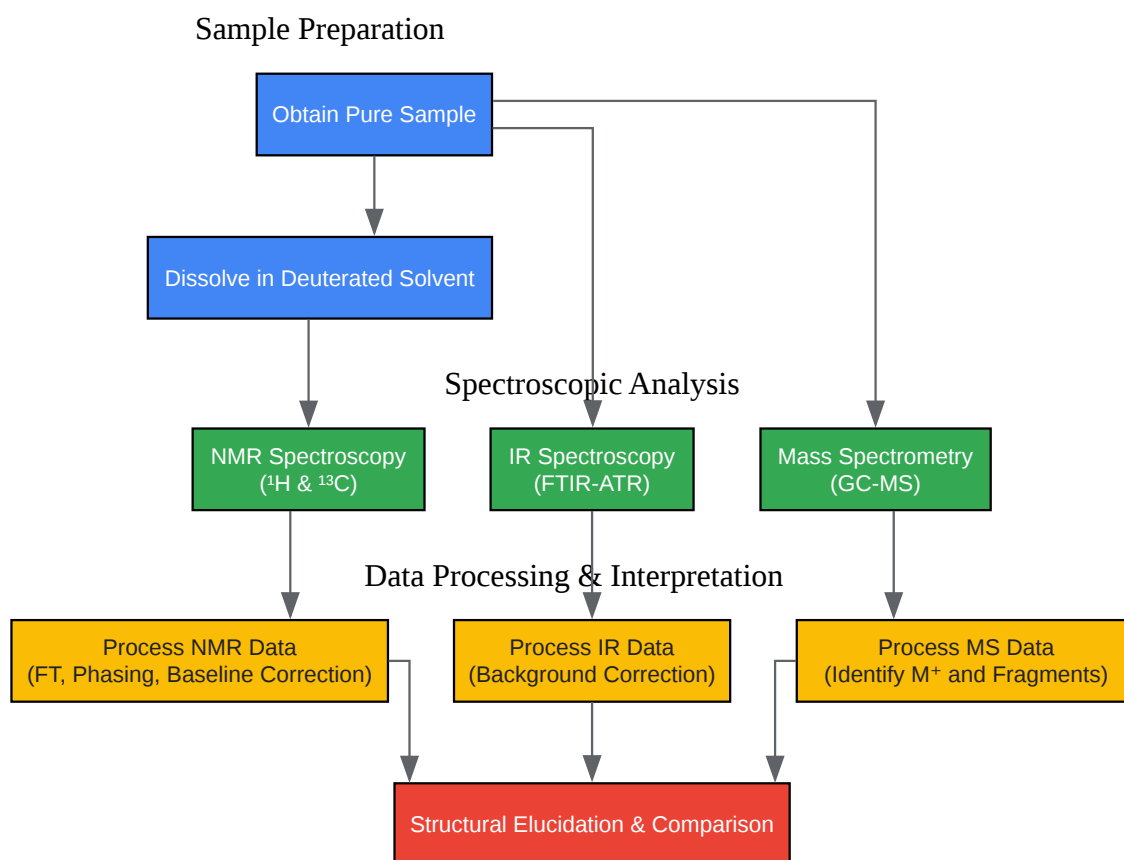 Sample Preparation
Obtain Pure Sample
Dissolve in Deuterated Solvent
Spectroscopic Analysis
NMR Spectroscopy
(¹H & ¹³C)
IR Spectroscopy
(FTIR-ATR)
Mass Spectrometry
(GC-MS)
Data Processing & Interpretation
Process NMR Data
(FT, Phasing, Baseline Correction)
Process IR Data
(Background Correction)
Process MS Data
(Identify M⁺ and Fragments)
Structural Elucidation & Comparison